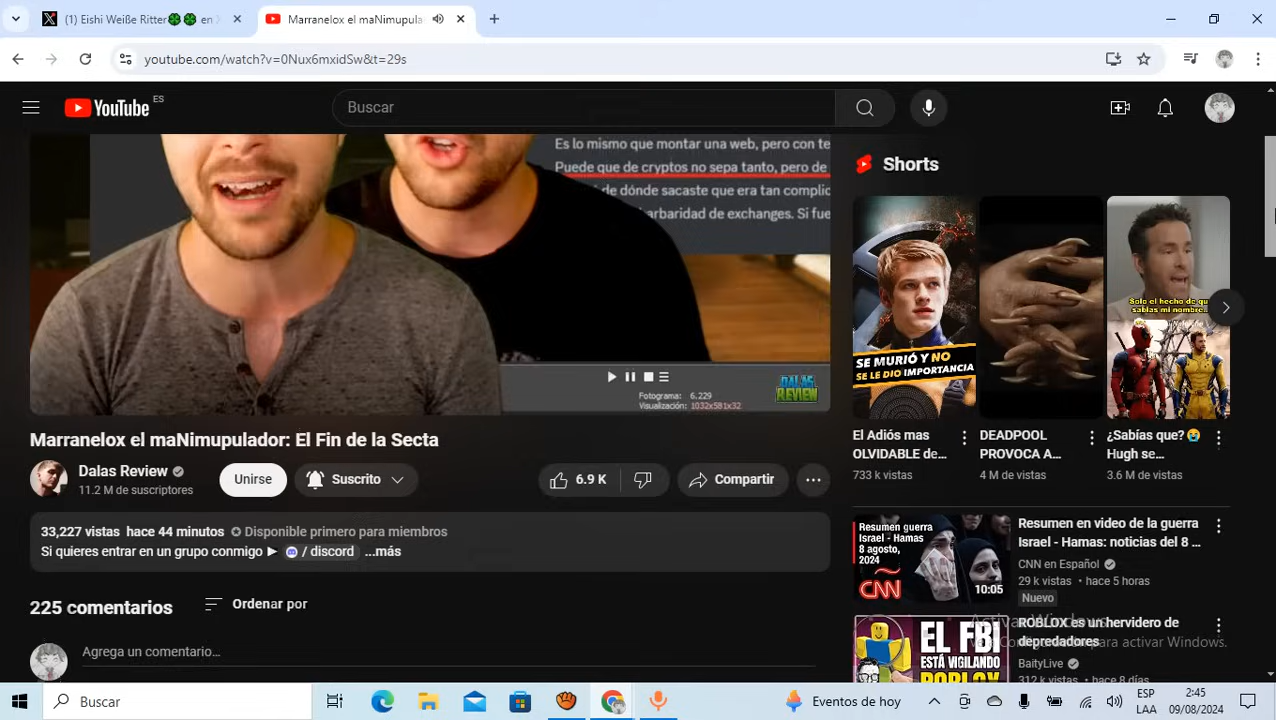 (1) Eishi Weiße Ritter🍀🍀 en
Marranelox el maNimupula
youtube.com/watch?v=0Nux6mxidSw&t=29s
YouTube ES
Buscar
Es lo mismo que montar una web, pero con te
Puede que de cryptos no sepa tanto, pero de
de dónde sacaste que era tan complic
arbaridad de exchanges. Si fue
Fotograma: 6.229
Visualización: 1032x581x32
DALAS
REVIEW
Marranelox el maNimupulador: El Fin de la Secta
Dalas Review
11.2 M de suscriptores
Unirse
Suscrito
6.9 K
Compartir
33,227 vistas hace 44 minutos Disponible primero para miembros
Si quieres entrar en un grupo conmigo ► / discord ...más
225 comentarios
Ordenar por
Agrega un comentario...
Shorts
SE MURIÓ Y NO
SE LE DIO IMPORTANCIA
Solo el hecho de que
sabías mi nombre..
El Adiós mas
OLVIDABLE de...
733 k vistas
DEADPOOL
PROVOCA A...
4 M de vistas
¿Sabías que?😭
Hugh se...
3.6 M de vistas
Resumen guerra
Israel - Hamas:
8 agosto,
2024
CNN
10:05
Resumen en video de la guerra
Israel - Hamas: noticias del 8 ...
CNN en Español
29 k vistas • hace 5 horas
Nuevo
EL FBI
ESTÁ VIGILANDO
ROBLOX
ROBLOX es un hervidero de
depredadores
BaityLive
312 k vistas • hace 8 días
Activar Windows
para activar Windows.
Buscar
Eventos de hoy
ESP
LAA
2:45
09/08/2024